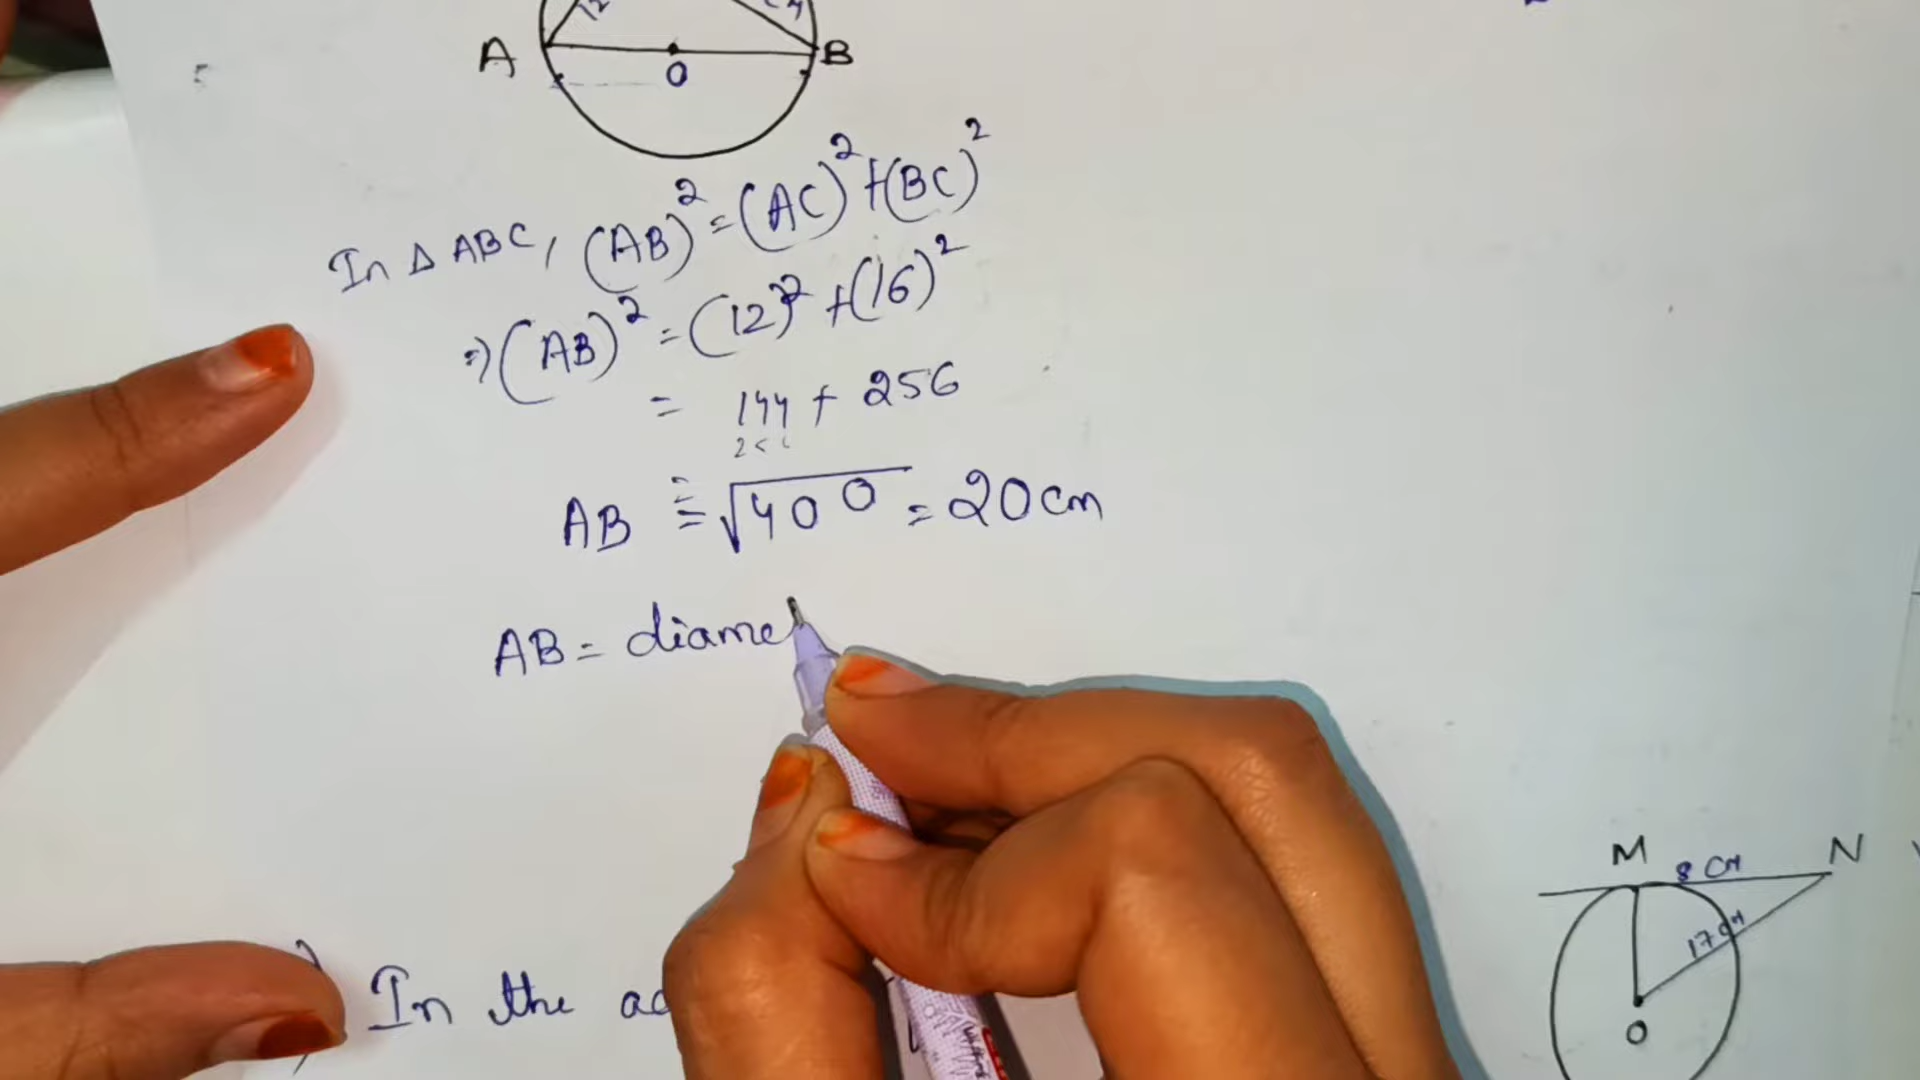 12
A
O
B
In Δ ABC, (AB)² = (AC)² + (BC)²
⇒ (AB)² = (12)² + (16)²
= 144 + 256
AB = √400 = 20 cm
AB = diame
In the
M 8 cm N
17 cm
O